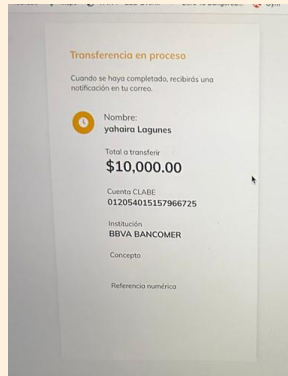 Transferencia en proceso
Cuando se haya completado, recibirás una
notificación en tu correo.
Nombre:
yahaira Lagunes
Total a transferir
$10,000.00
Cuenta CLABE
012054015157966725
Institución
BBVA BANCOMER
Concepto
Referencia numérica